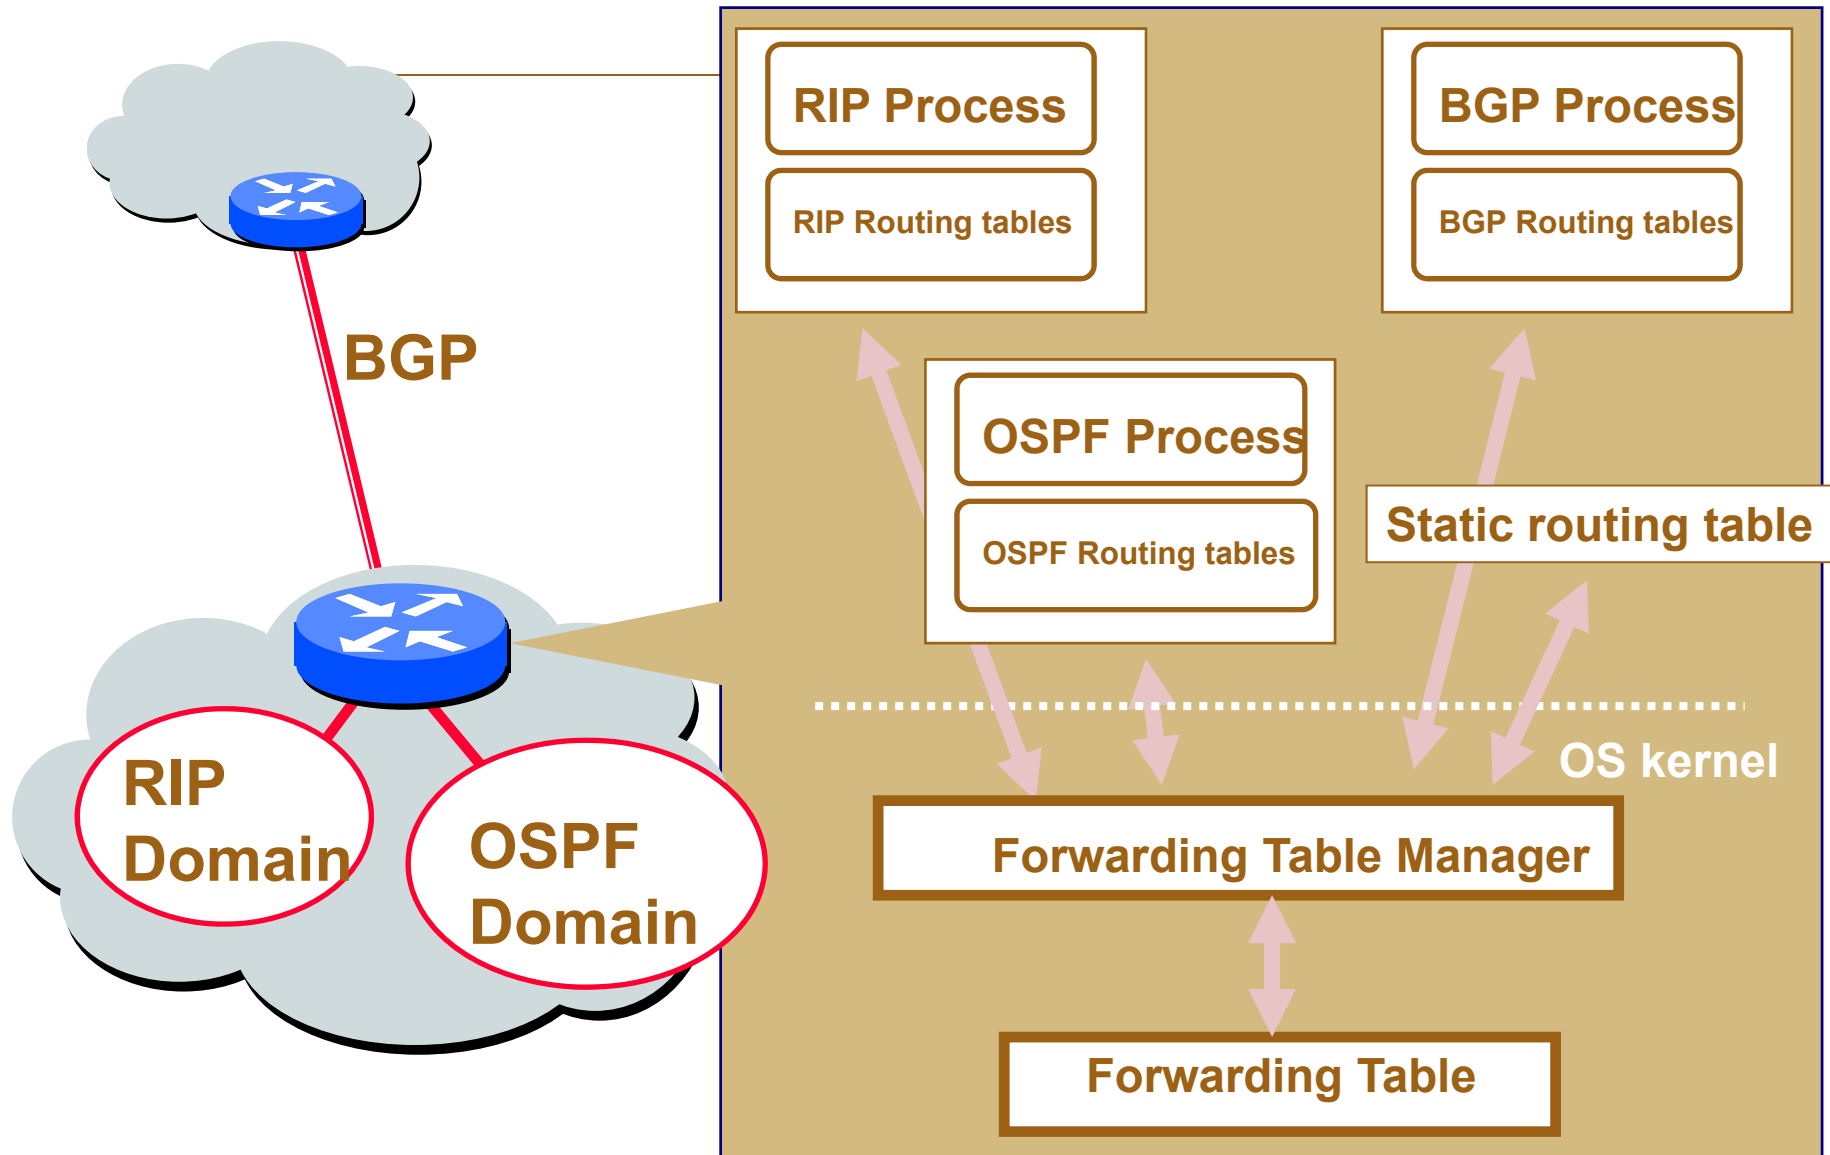 BGP
RIP
Domain
OSPF
Domain
RIP Process
RIP Routing tables
BGP Process
BGP Routing tables
OSPF Process
OSPF Routing tables
Static routing table
OS kernel
Forwarding Table Manager
Forwarding Table